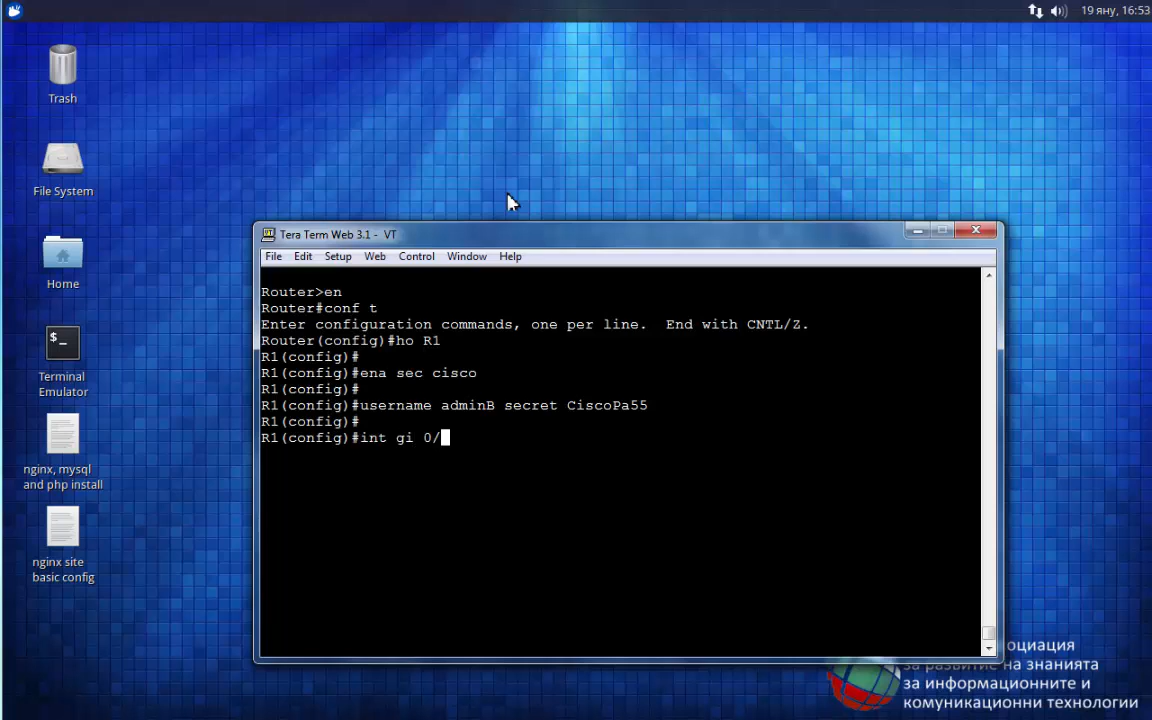 19 яну, 16:53
Trash
File System
Home
Terminal
Emulator
nginx, mysql
and php install
nginx site
basic config
Tera Term Web 3.1 - VT
File Edit Setup Web Control Window Help
Router>en
Router#conf t
Enter configuration commands, one per line.  End with CNTL/Z.
Router(config)#ho R1
R1(config)#
R1(config)#ena sec cisco
R1(config)#
R1(config)#username adminB secret CiscoPa55
R1(config)#
R1(config)#int gi 0/
оциация
за развитие на знанията
за информационните и
комуникационни технологии